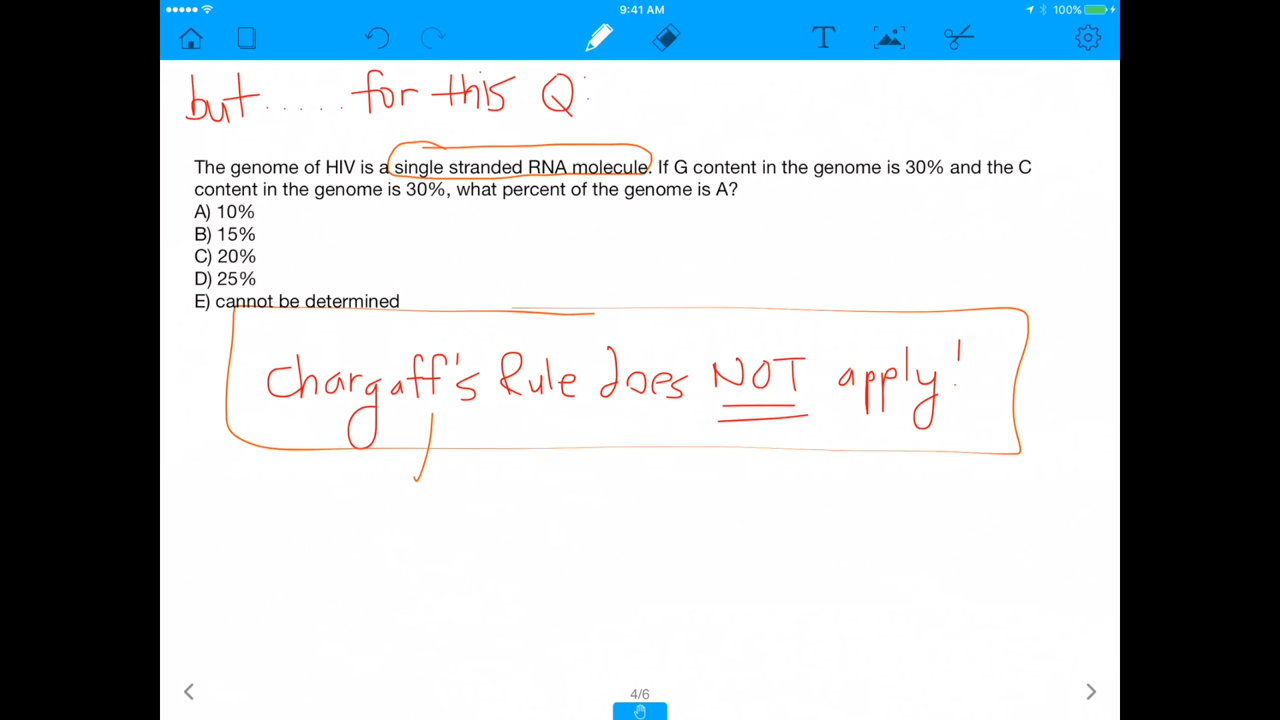 9:41 AM
100%
T
but ..... for this Q:
The genome of HIV is a single stranded RNA molecule. If G content in the genome is 30% and the C
content in the genome is 30%, what percent of the genome is A?
A) 10%
B) 15%
C) 20%
D) 25%
E) cannot be determined
Chargaff's Rule does NOT apply!
4/6